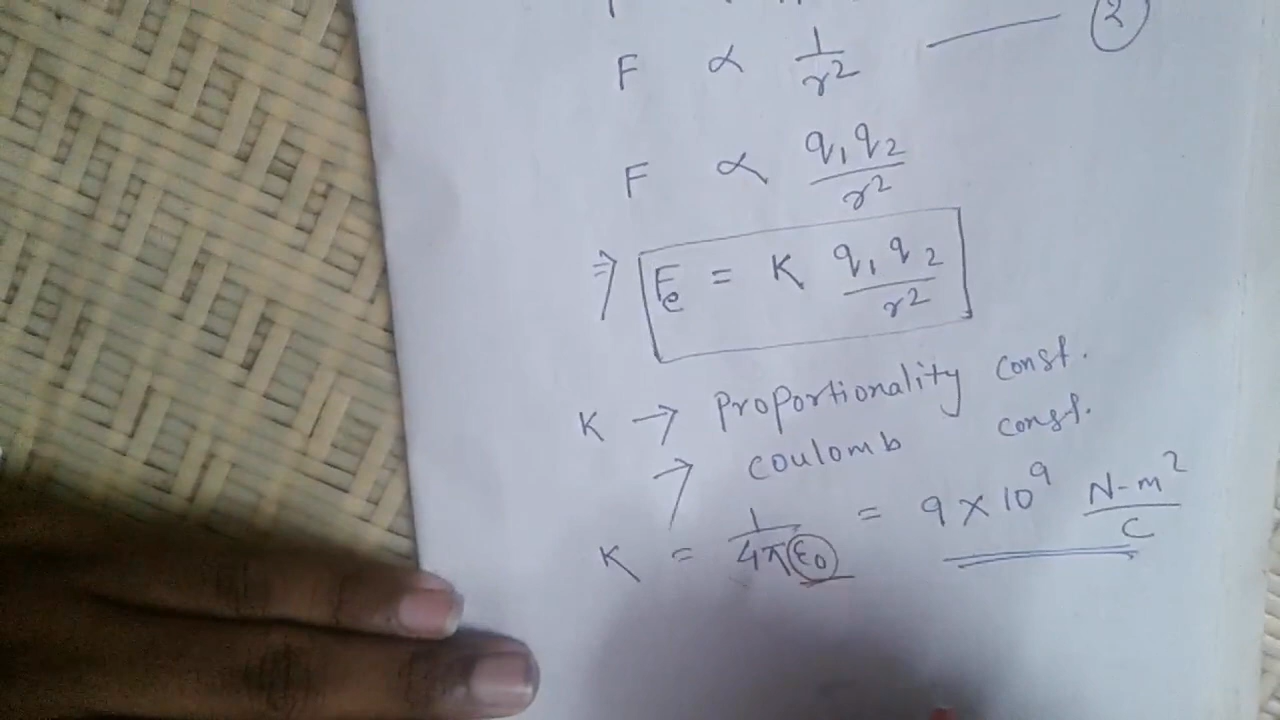 F ∝ 1/r² —— ②
F ∝ q₁q₂/r²
⇒ Fe = K q₁q₂/r²
K → Proportionality const.
→ coulomb const.
K = 1/4πε₀ = 9×10⁹ N-m²/C